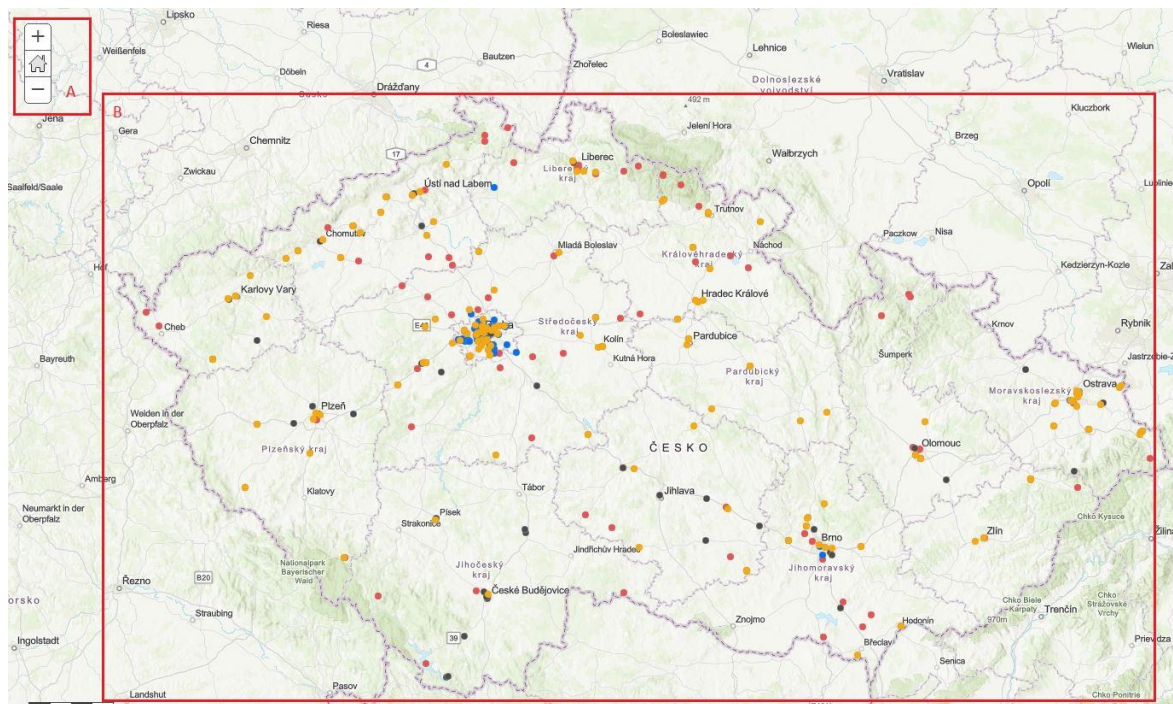 Lipsko
Riesa
Boleslawiec
Wielun
+
Weißenfels
Bautzen
Zhořelec
Lehnice
4
Döbeln
Dolnoslezské
vojvodství
Vratislav
−
A
Drážďany
Jena
B
492 m
Kluczbork
Gera
Jelení Hora
Brzeg
Chemnitz
17
Liberec
Wałbrzych
Zwickau
Liberecký
kraj
Saalfeld/Saale
Ústí nad Labem
Opolí
Trutnov
Chomutov
Paczkow
Nisa
Mladá Boleslav
Náchod
Královéhradecký
kraj
Hof
Kedzierzyn-Kozle
Karlovy Vary
Hradec Králové
Cheb
Středočeský
kraj
Krnov
Rybnik
Kolín
Pardubice
Bayreuth
Kutná Hora
Šumperk
Pardubický
kraj
Ostrava
Moravskoslezský
kraj
Plzeň
Weiden in der
Oberpfalz
Plzeňský kraj
ČESKO
Olomouc
Amberg
Klatovy
Tábor
Jihlava
Neumarkt in der
Oberpfalz
Písek
Strakonice
Chko Kysuce
Zlín
Brno
Žilina
Jindřichův Hradec
Nationalpark
Bayerischer
Wald
Jihočeský
kraj
Jihomoravský
kraj
B20
Řezno
České Budějovice
Chko Biele
Karpaty
Chko
Strážovské
Vrchy
Straubing
Trenčín
Znojmo
Hodonín
970m
39
Ingolstadt
Břeclav
Senica
Landshut
Pasov
Chko Ponitrie